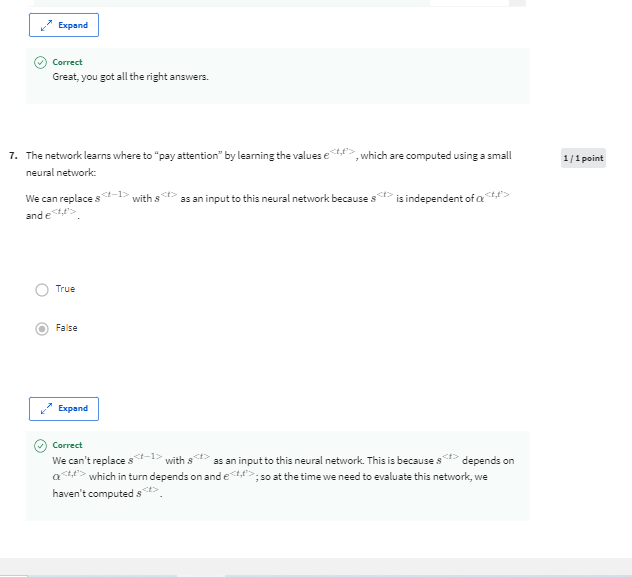 Expand
Correct
Great, you got all the right answers.
7. The network learns where to "pay attention" by learning the values e<t,t'>, which are computed using a small
1 / 1 point
neural network:
We can replace s<t−1> with s<t> as an input to this neural network because s<t> is independent of α<t,t'>
and e<t,t'>.
True
False
Expand
Correct
We can't replace s<t−1> with s<t> as an input to this neural network. This is because s<t> depends on
α<t,t'> which in turn depends on and e<t,t'>; so at the time we need to evaluate this network, we
haven't computed s<t>.